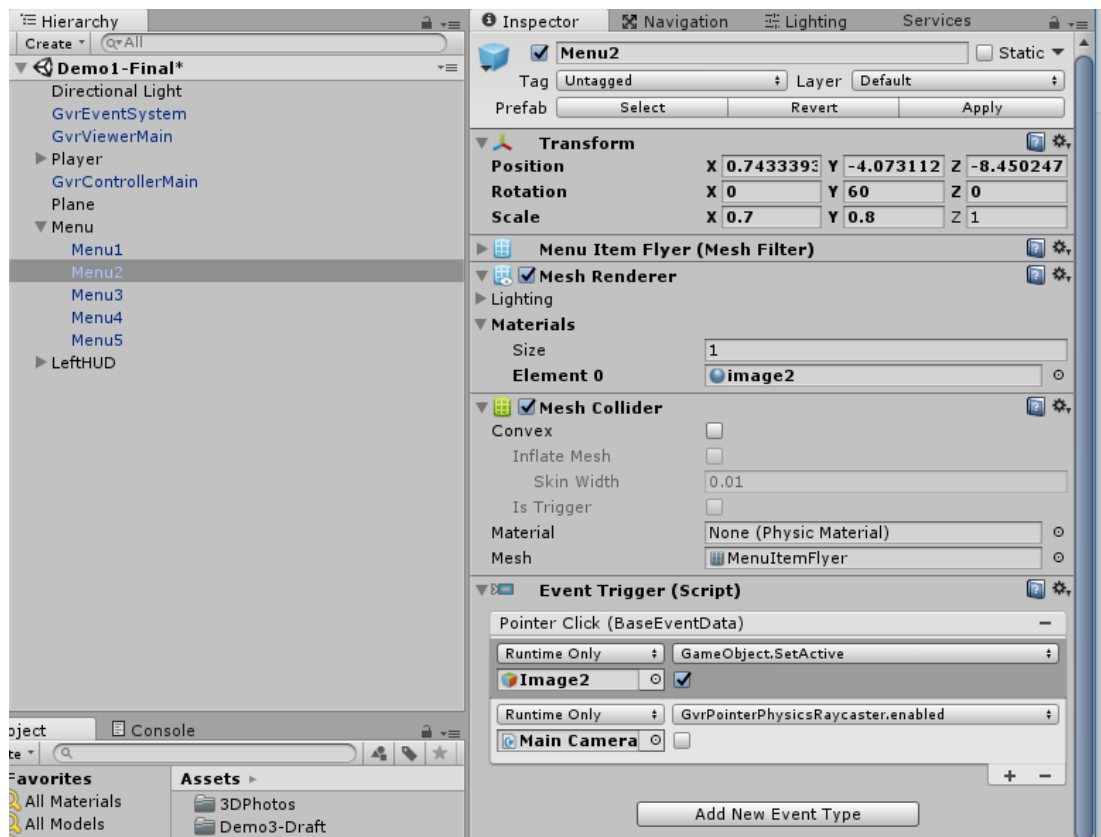 Hierarchy
Create
All
Demo1-Final*
Directional Light
GvrEventSystem
GvrViewerMain
Player
GvrControllerMain
Plane
Menu
Menu1
Menu2
Menu3
Menu4
Menu5
LeftHUD
oject Console
te
Favorites
All Materials
All Models
Assets
3DPhotos
Demo3-Draft
Inspector Navigation Lighting Services
Menu2 Static
Tag Untagged Layer Default
Prefab Select Revert Apply
Transform
Position X 0.7433393 Y -4.073112 Z -8.450247
Rotation X 0 Y 60 Z 0
Scale X 0.7 Y 0.8 Z 1
Menu Item Flyer (Mesh Filter)
Mesh Renderer
Lighting
Materials
Size 1
Element 0 image2
Mesh Collider
Convex
Inflate Mesh
Skin Width 0.01
Is Trigger
Material None (Physic Material)
Mesh MenuItemFlyer
Event Trigger (Script)
Pointer Click (BaseEventData)
Runtime Only GameObject.SetActive
Image2
Runtime Only GvrPointerPhysicsRaycaster.enabled
Main Camera
Add New Event Type